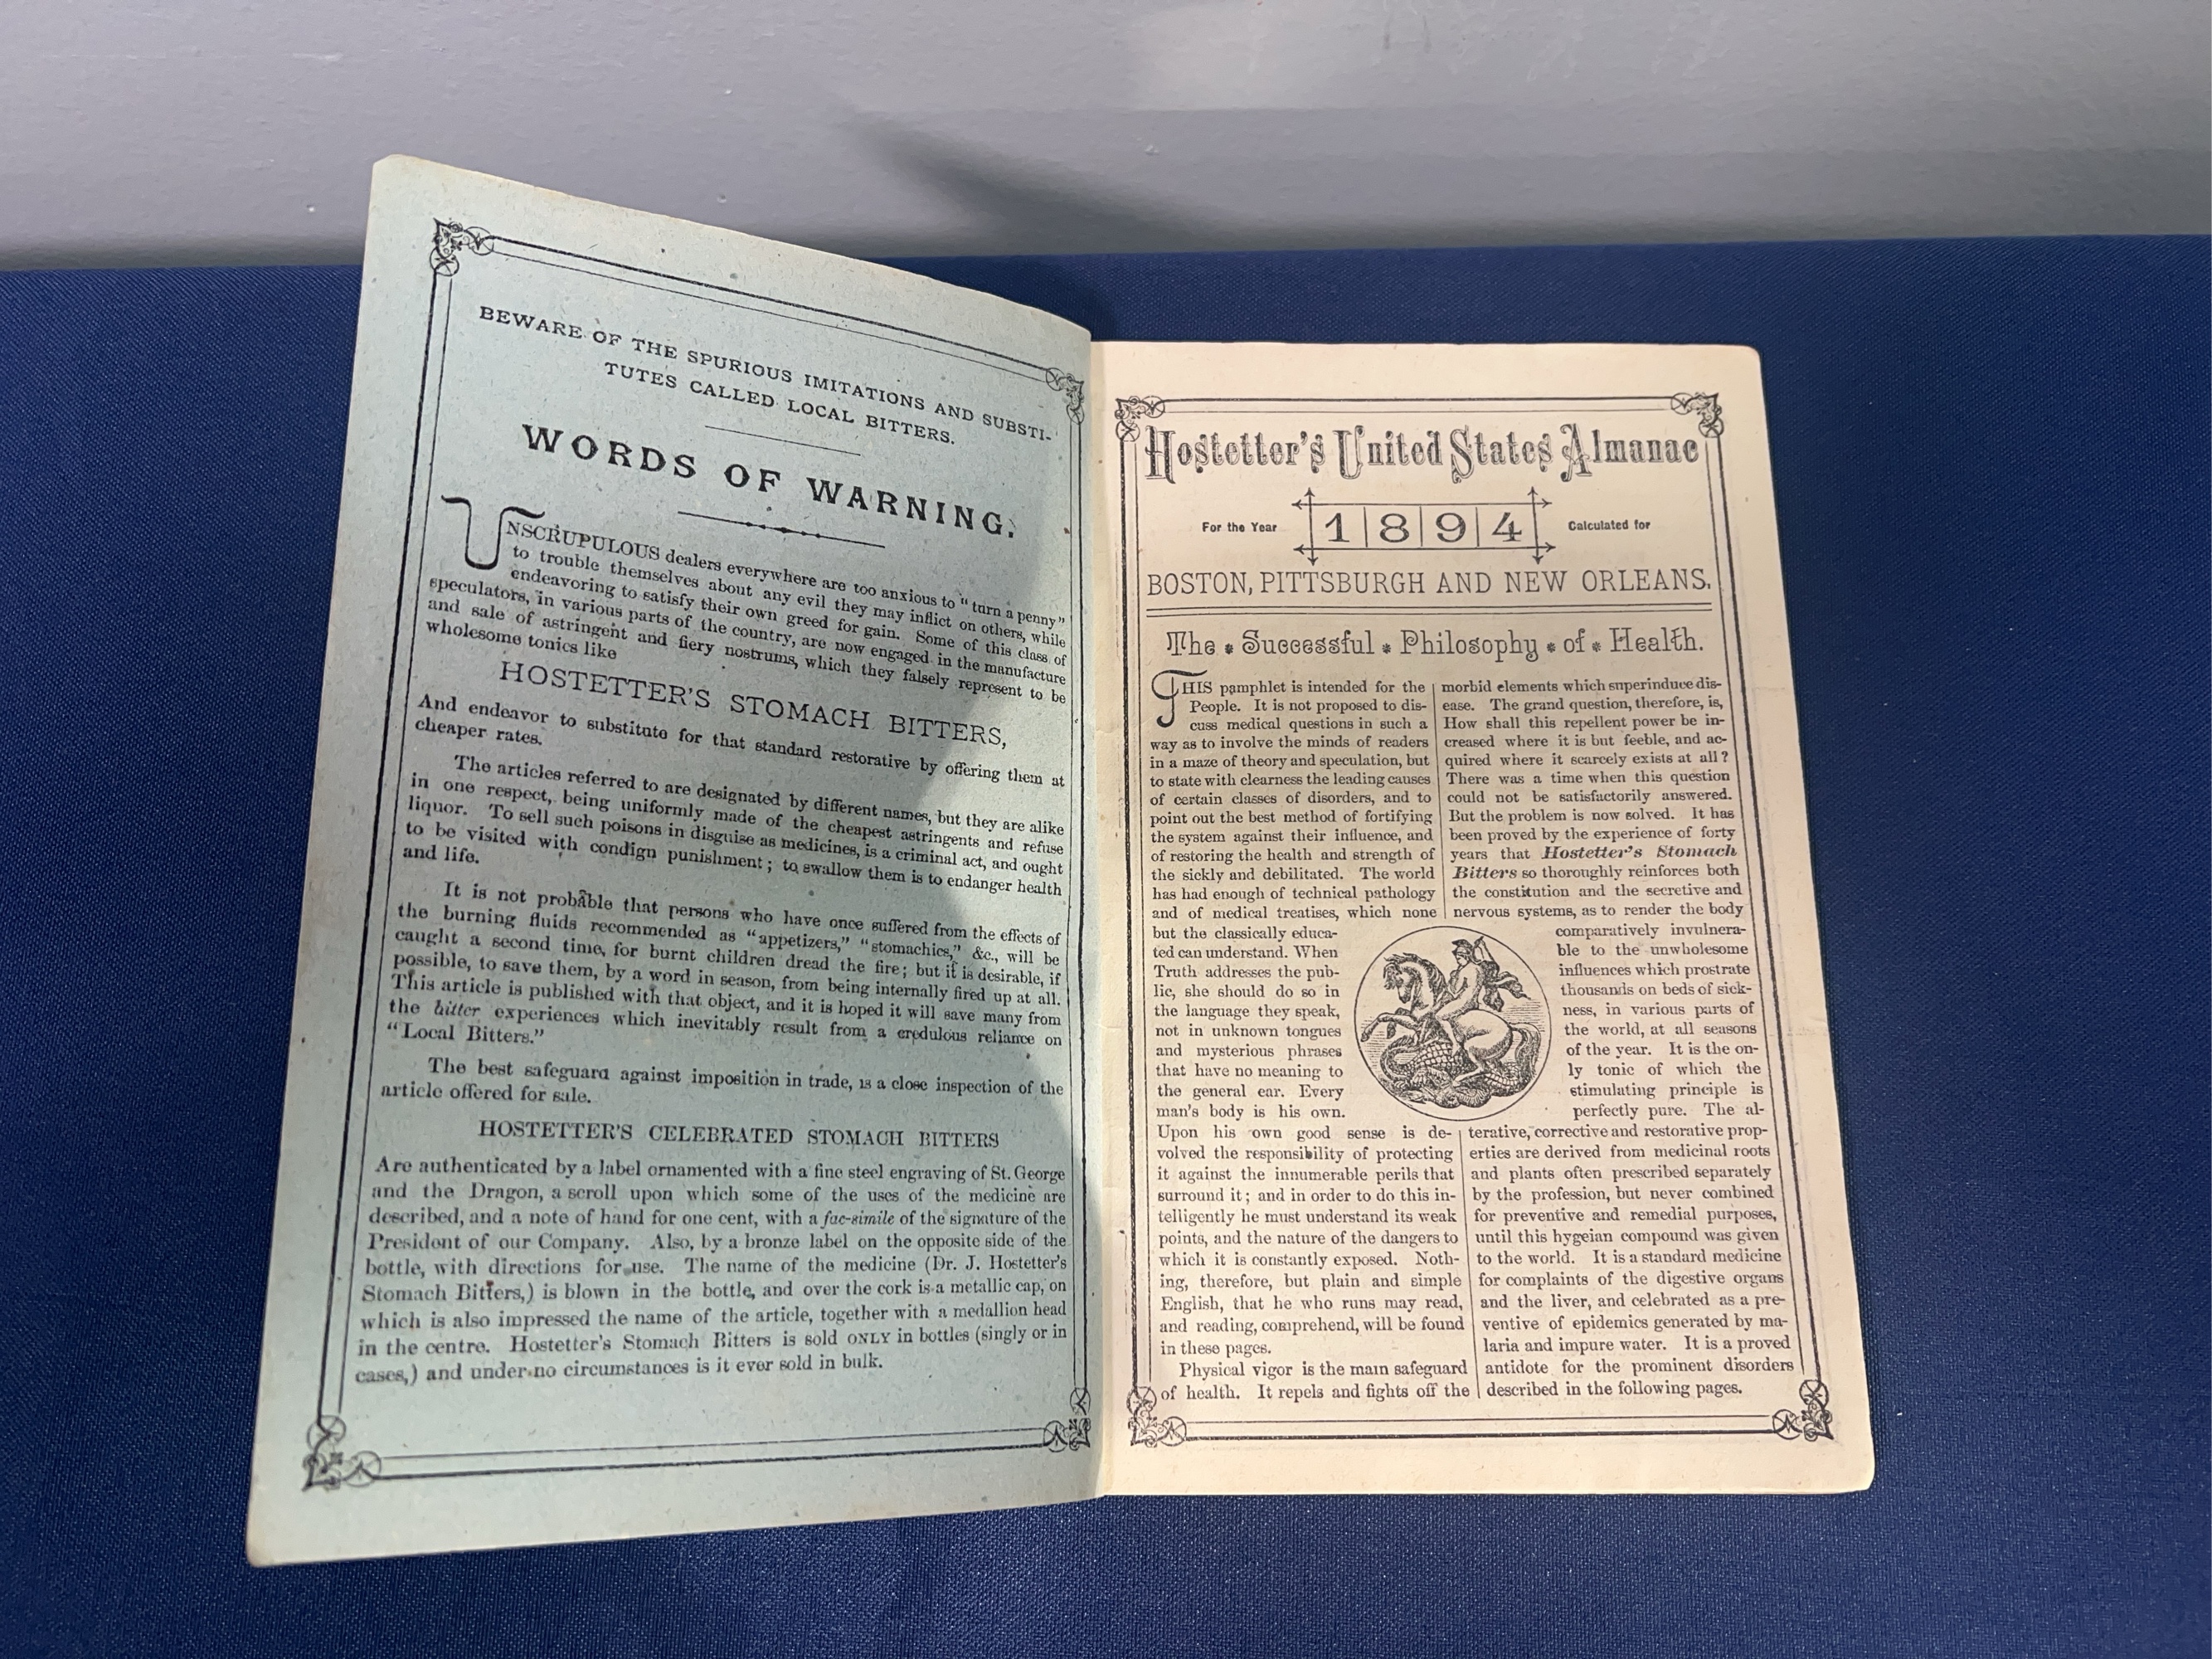 BEWARE OF THE SPURIOUS IMITATIONS AND SUBSTI-
TUTES CALLED LOCAL BITTERS.
WORDS OF WARNING.
UNSCRUPULOUS dealers everywhere are too anxious to "turn a penny"
to trouble themselves about any evil they may inflict on others, while
endeavoring to satisfy their own greed for gain. Some of this class of
speculators, in various parts of the country, are now engaged in the manufacture
and sale of astringent and fiery nostrums, which they falsely represent to be
wholesome tonics like
HOSTETTER'S STOMACH BITTERS,
And endeavor to substitute for that standard restorative by offering them at
cheaper rates.
The articles referred to are designated by different names, but they are alike
in one respect, being uniformly made of the cheapest astringents and refuse
liquor. To sell such poisons in disguise as medicines, is a criminal act, and ought
to be visited with condign punishment; to swallow them is to endanger health
and life.
It is not probable that persons who have once suffered from the effects of
the burning fluids recommended as "appetizers," "stomachics," &c., will be
caught a second time, for burnt children dread the fire; but it is desirable, if
possible, to save them, by a word in season, from being internally fired up at all.
This article is published with that object, and it is hoped it will save many from
the bitter experiences which inevitably result from a credulous reliance on
"Local Bitters."
The best safeguard against imposition in trade, is a close inspection of the
article offered for sale.
HOSTETTER'S CELEBRATED STOMACH BITTERS
Are authenticated by a label ornamented with a fine steel engraving of St. George
and the Dragon, a scroll upon which some of the uses of the medicine are
described, and a note of hand for one cent, with a fac-simile of the signature of the
President of our Company. Also, by a bronze label on the opposite side of the
bottle, with directions for use. The name of the medicine (Dr. J. Hostetter's
Stomach Bitters,) is blown in the bottle, and over the cork is a metallic cap, on
which is also impressed the name of the article, together with a medallion head
in the centre. Hostetter's Stomach Bitters is sold ONLY in bottles (singly or in
cases,) and under no circumstances is it ever sold in bulk.
Hostetter's United States Almanac
For the Year 1894 Calculated for
BOSTON, PITTSBURGH AND NEW ORLEANS.
The Successful Philosophy of Health.
THIS pamphlet is intended for the
People. It is not proposed to dis-
cuss medical questions in such a
way as to involve the minds of readers
in a maze of theory and speculation, but
to state with clearness the leading causes
of certain classes of disorders, and to
point out the best method of fortifying
the system against their influence, and
of restoring the health and strength of
the sickly and debilitated. The world
has had enough of technical pathology
and of medical treatises, which none
but the classically educa-
ted can understand. When
Truth addresses the pub-
lic, she should do so in
the language they speak,
not in unknown tongues
and mysterious phrases
that have no meaning to
the general ear. Every
man's body is his own.
Upon his own good sense is de-
volved the responsibility of protecting
it against the innumerable perils that
surround it; and in order to do this in-
telligently he must understand its weak
points, and the nature of the dangers to
which it is constantly exposed. Noth-
ing, therefore, but plain and simple
English, that he who runs may read,
and reading, comprehend, will be found
in these pages.
Physical vigor is the main safeguard
of health. It repels and fights off the
morbid elements which superinduce dis-
ease. The grand question, therefore, is,
How shall this repellent power be in-
creased where it is but feeble, and ac-
quired where it scarcely exists at all?
There was a time when this question
could not be satisfactorily answered.
But the problem is now solved. It has
been proved by the experience of forty
years that Hostetter's Stomach
Bitters so thoroughly reinforces both
the constitution and the secretive and
nervous systems, as to render the body
comparatively invulnera-
ble to the unwholesome
influences which prostrate
thousands on beds of sick-
ness, in various parts of
the world, at all seasons
of the year. It is the on-
ly tonic of which the
stimulating principle is
perfectly pure. The al-
terative, corrective and restorative prop-
erties are derived from medicinal roots
and plants often prescribed separately
by the profession, but never combined
for preventive and remedial purposes,
until this hygeian compound was given
to the world. It is a standard medicine
for complaints of the digestive organs
and the liver, and celebrated as a pre-
ventive of epidemics generated by ma-
laria and impure water. It is a proved
antidote for the prominent disorders
described in the following pages.